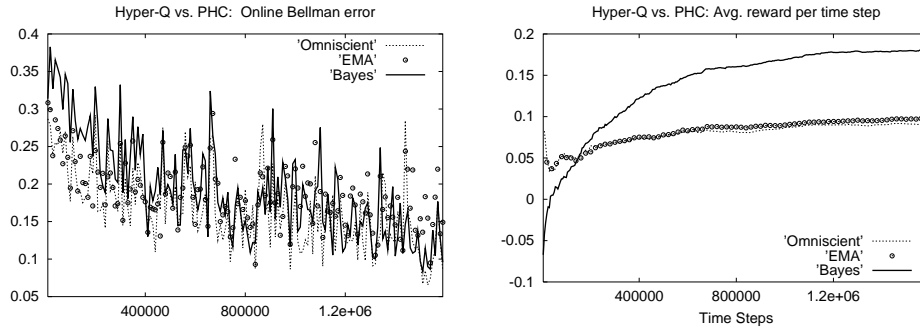 Hyper-Q vs. PHC: Online Bellman error
0.4
0.35
0.3
0.25
0.2
0.15
0.1
0.05
400000
800000
1.2e+06
'Omniscient'
'EMA'
'Bayes'
Hyper-Q vs. PHC: Avg. reward per time step
0.2
0.15
0.1
0.05
0
-0.05
-0.1
400000
800000
1.2e+06
Time Steps
'Omniscient'
'EMA'
'Bayes'